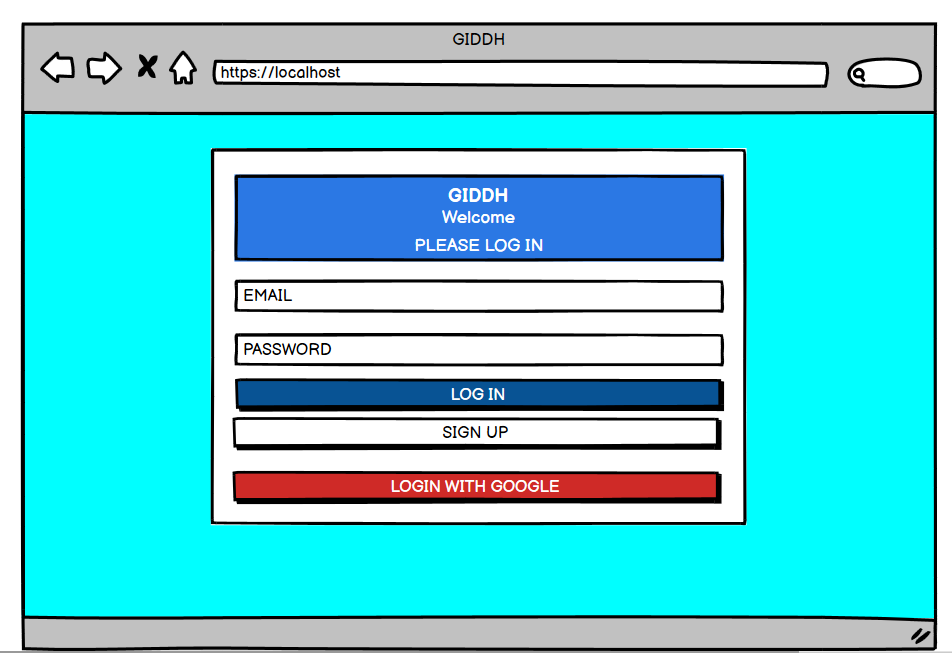 GIDDH
https://localhost
GIDDH
Welcome
PLEASE LOG IN
EMAIL
PASSWORD
LOG IN
SIGN UP
LOGIN WITH GOOGLE